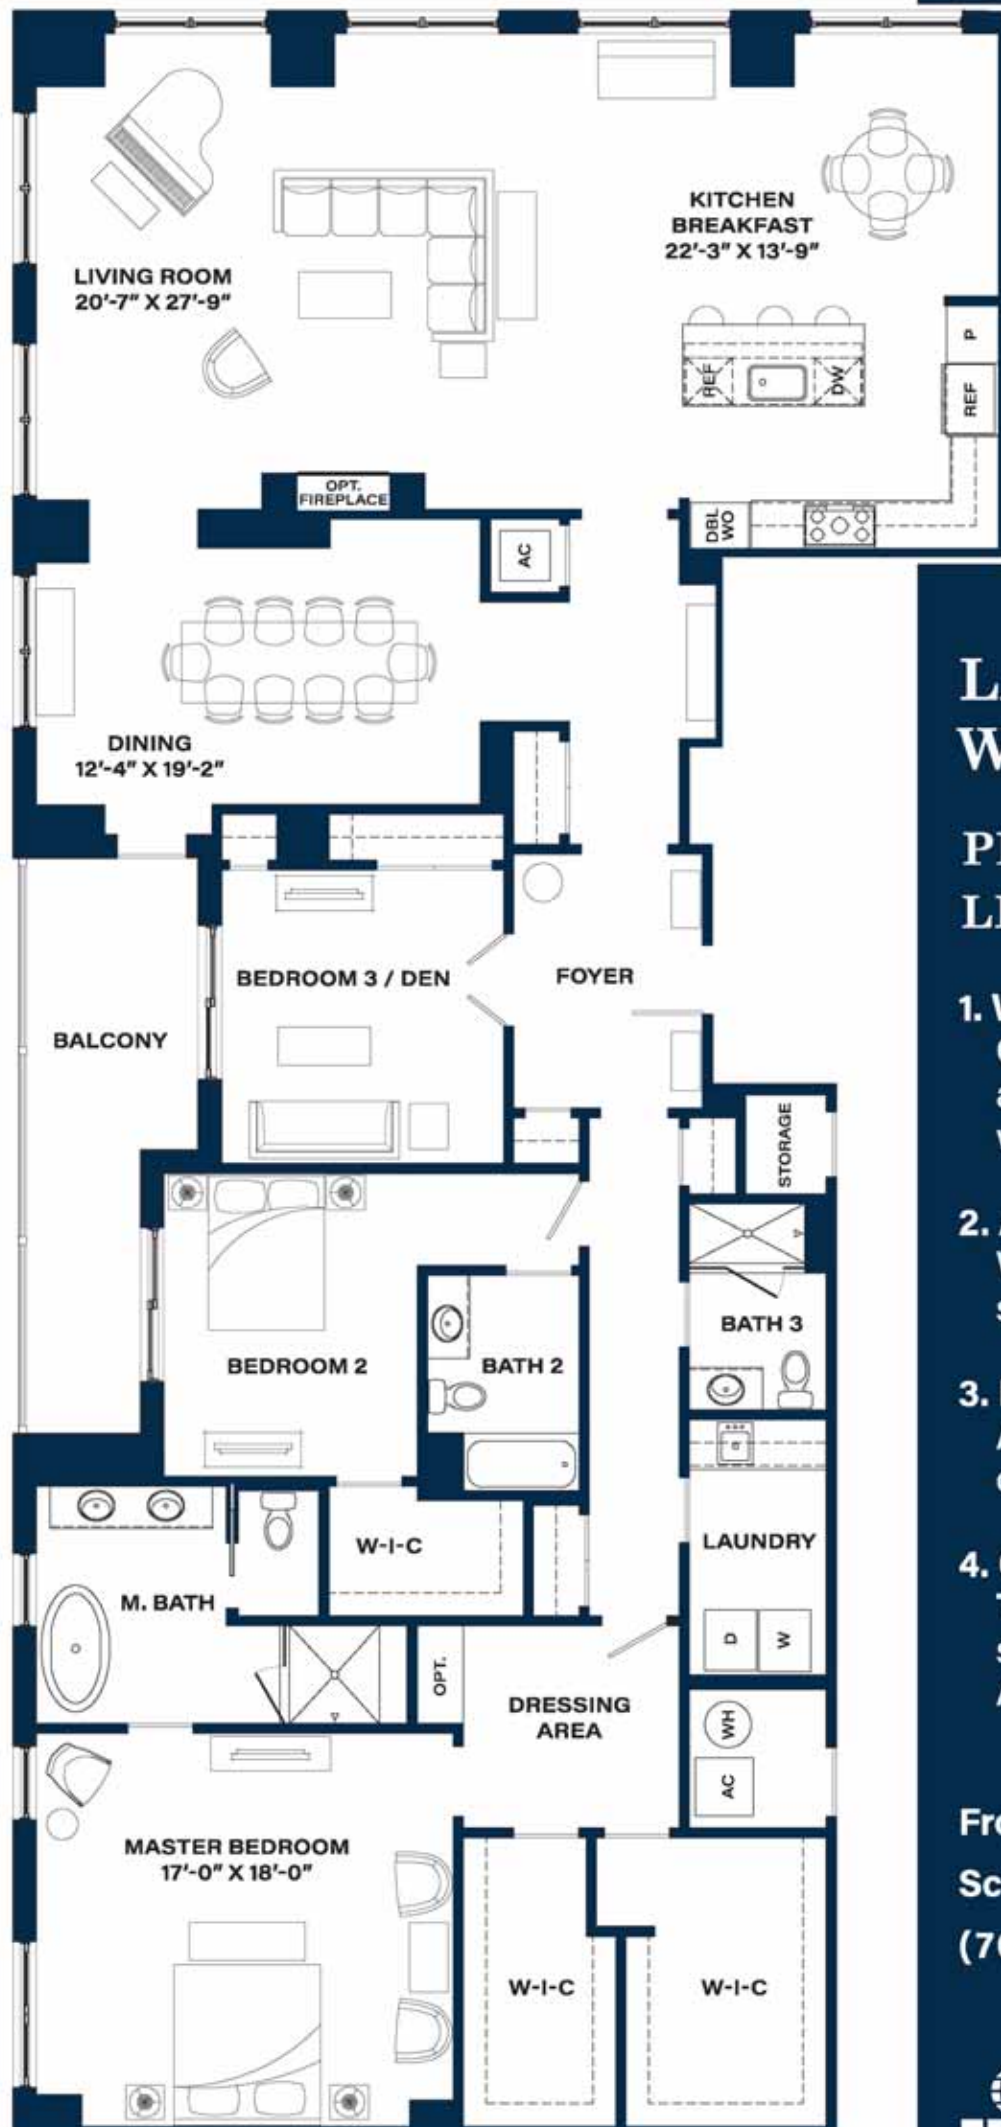 KITCHEN
BREAKFAST
22'-3" X 13'-9"
LIVING ROOM
20'-7" X 27'-9"
P
REF
DW
REF
OPT.
FIREPLACE
DBL
WO
AC
DINING
12'-4" X 19'-2"
BEDROOM 3 / DEN
FOYER
BALCONY
STORAGE
BATH 3
BEDROOM 2
BATH 2
W-I-C
LAUNDRY
M. BATH
D
W
OPT.
DRESSING
AREA
WH
AC
MASTER BEDROOM
17'-0" X 18'-0"
W-I-C
W-I-C
1.
2.
3.
4.